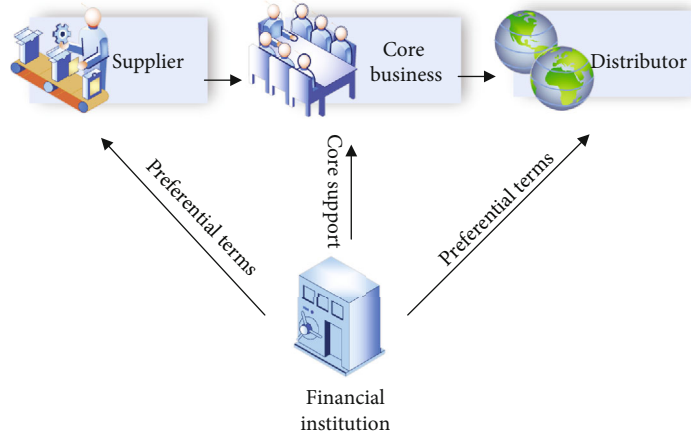 Supplier
Core
business
Distributor
Preferential terms
Core support
Preferential terms
Financial
institution